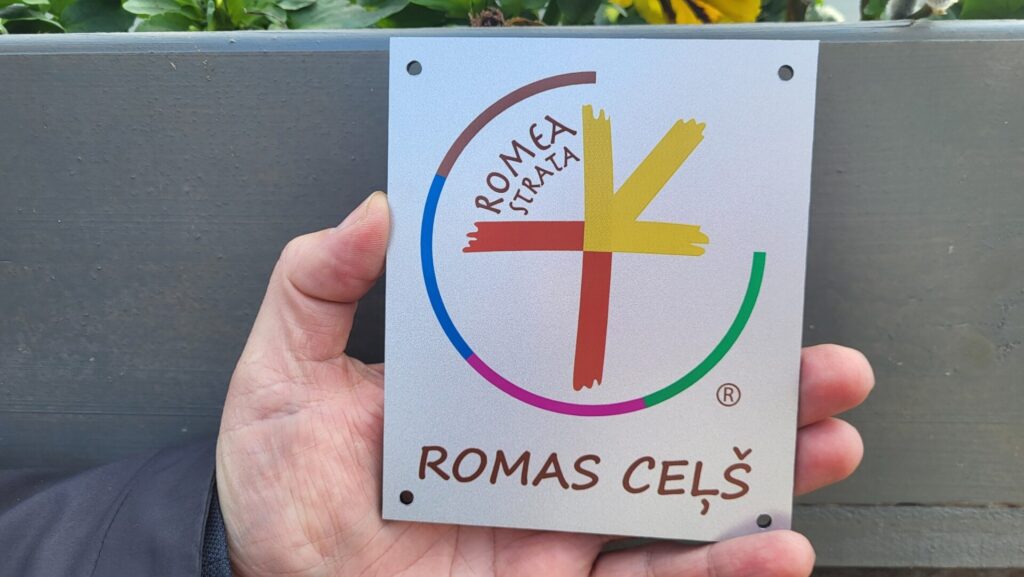 ROMEA
STRATA
®
ROMAS CEĻŠ